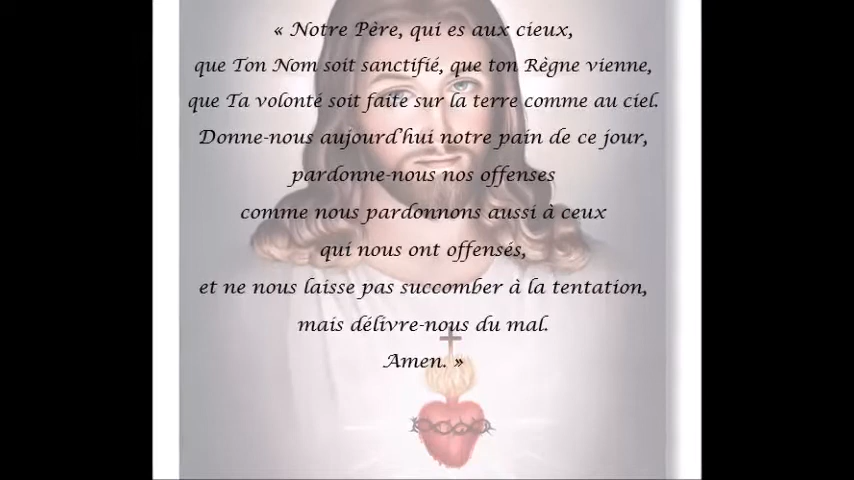 « Notre Père, qui es aux cieux,
que Ton Nom soit sanctifié, que ton Règne vienne,
que Ta volonté soit faite sur la terre comme au ciel.
Donne-nous aujourd'hui notre pain de ce jour,
pardonne-nous nos offenses
comme nous pardonnons aussi à ceux
qui nous ont offensés,
et ne nous laisse pas succomber à la tentation,
mais délivre-nous du mal.
Amen. »